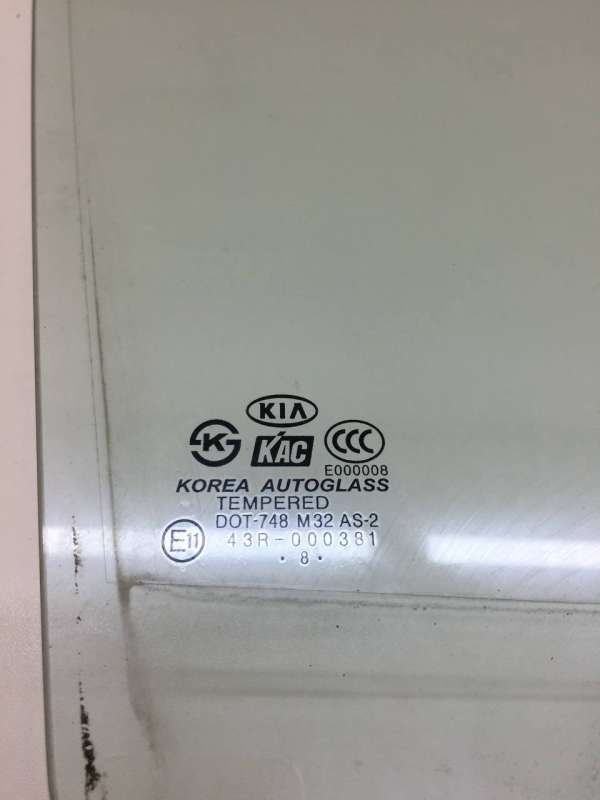 KIA
K KAC CCC
E000008
KOREA AUTOGLASS
TEMPERED
DOT-748 M32 AS-2
E11 43R-000381
·8·